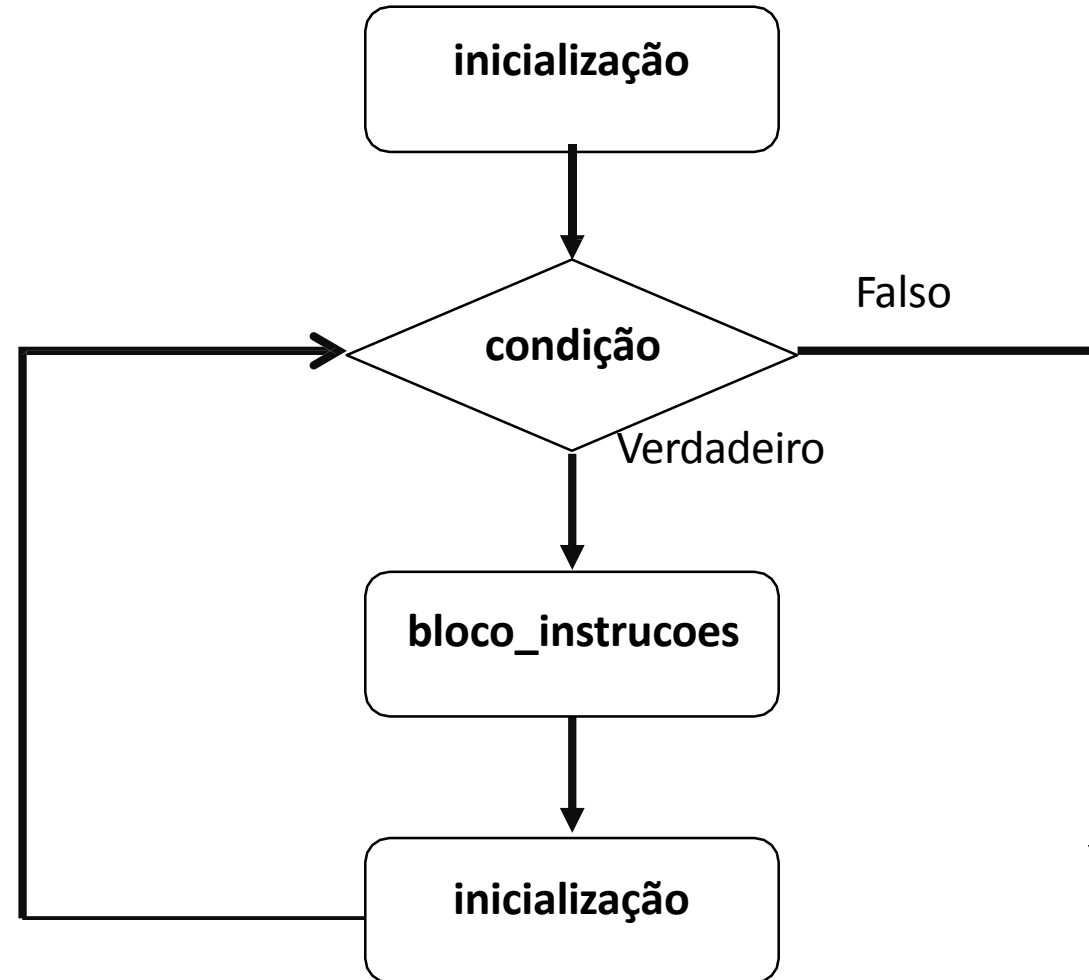 inicialização
Falso
condição
Verdadeiro
bloco_instrucoes
inicialização